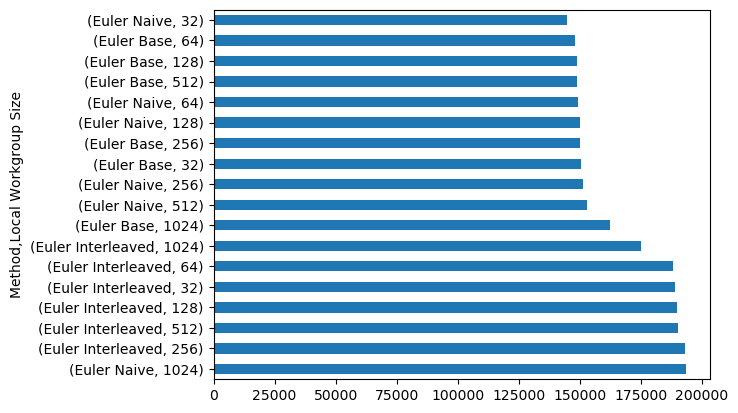 Method,Local Workgroup Size
(Euler Naive, 32)
(Euler Base, 64)
(Euler Base, 128)
(Euler Base, 512)
(Euler Naive, 64)
(Euler Naive, 128)
(Euler Base, 256)
(Euler Base, 32)
(Euler Naive, 256)
(Euler Naive, 512)
(Euler Base, 1024)
(Euler Interleaved, 1024)
(Euler Interleaved, 64)
(Euler Interleaved, 32)
(Euler Interleaved, 128)
(Euler Interleaved, 512)
(Euler Interleaved, 256)
(Euler Naive, 1024)
0 25000 50000 75000 100000 125000 150000 175000 200000